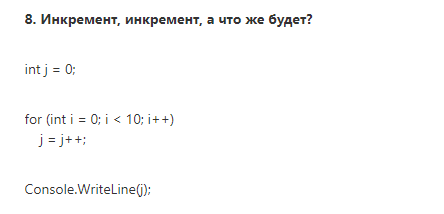 8. Инкремент, инкремент, а что же будет?
int j = 0;
for (int i = 0; i < 10; i++)
j = j++;
Console.WriteLine(j);